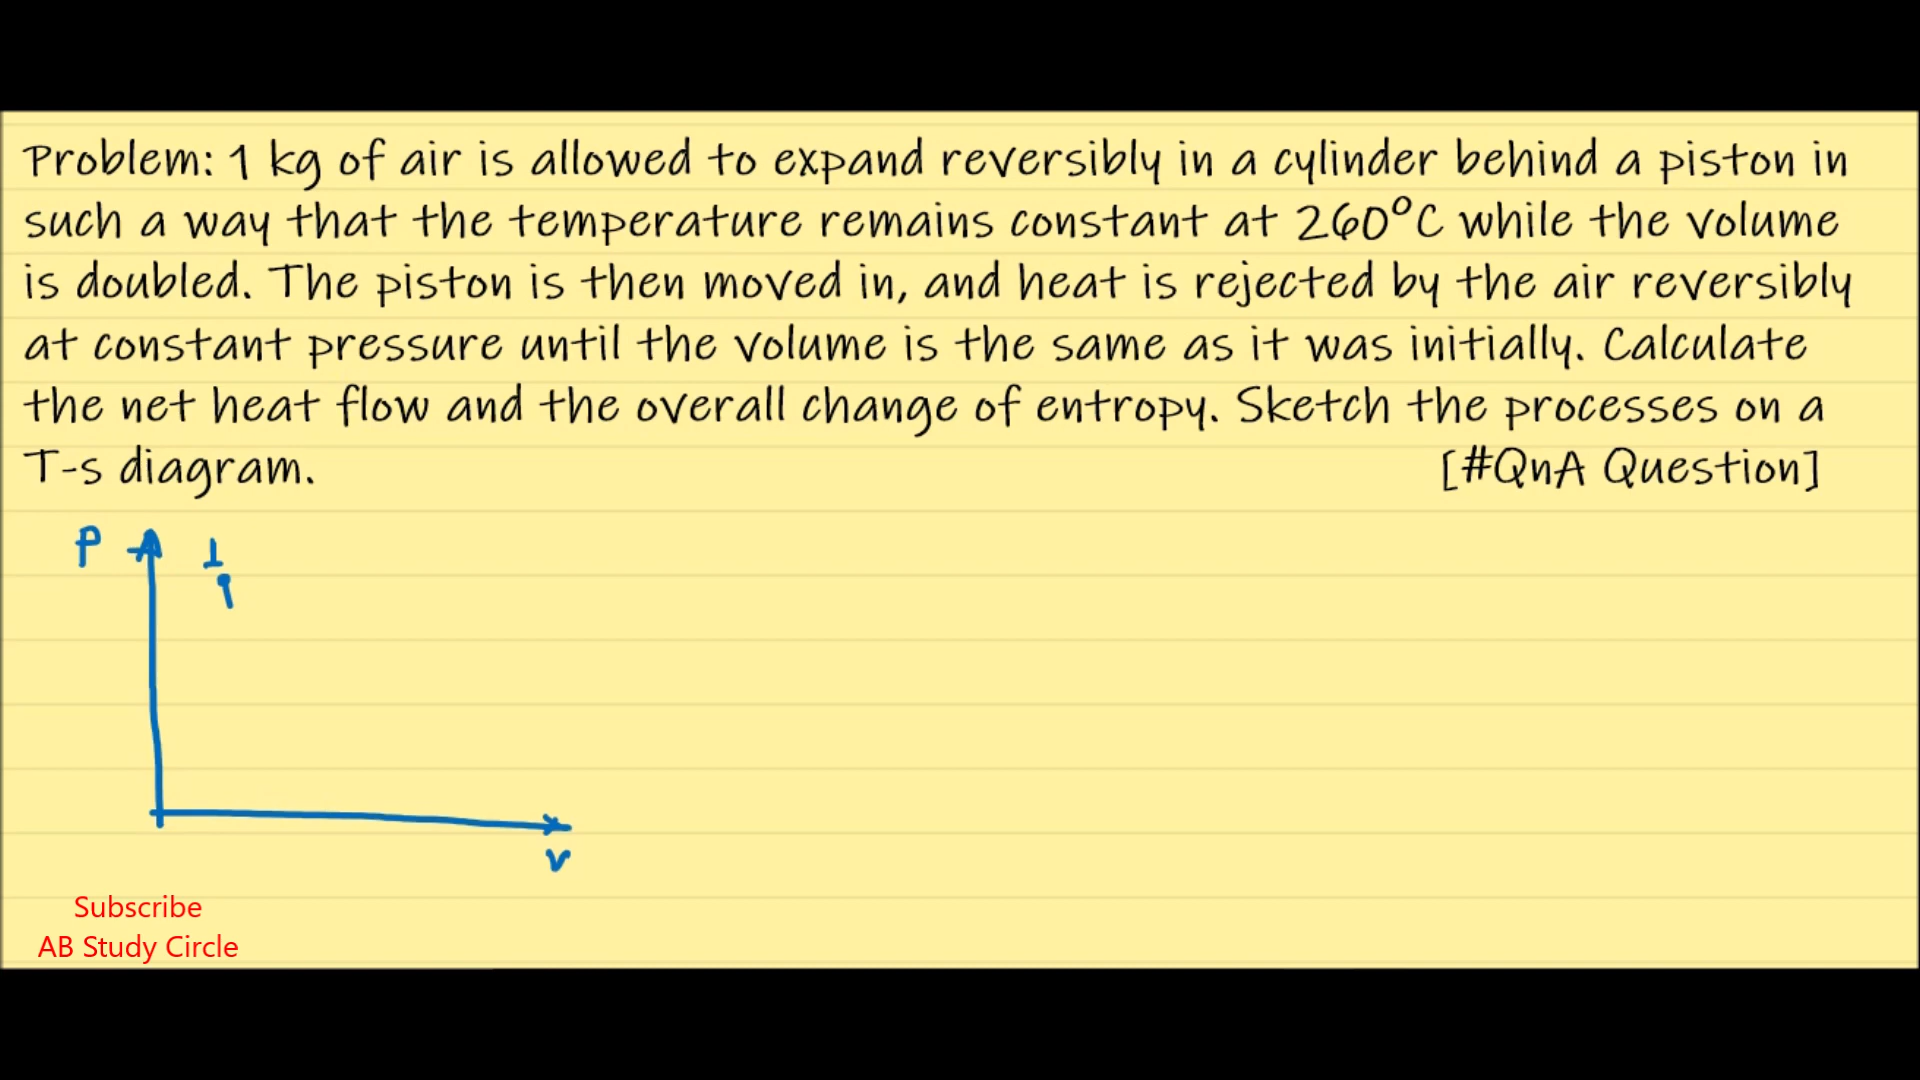 Problem: 1 kg of air is allowed to expand reversibly in a cylinder behind a piston in
such a way that the temperature remains constant at 260°C while the volume
is doubled. The piston is then moved in, and heat is rejected by the air reversibly
at constant pressure until the volume is the same as it was initially. Calculate
the net heat flow and the overall change of entropy. Sketch the processes on a
T-s diagram. [#QnA Question]
P 1
v
Subscribe
AB Study Circle